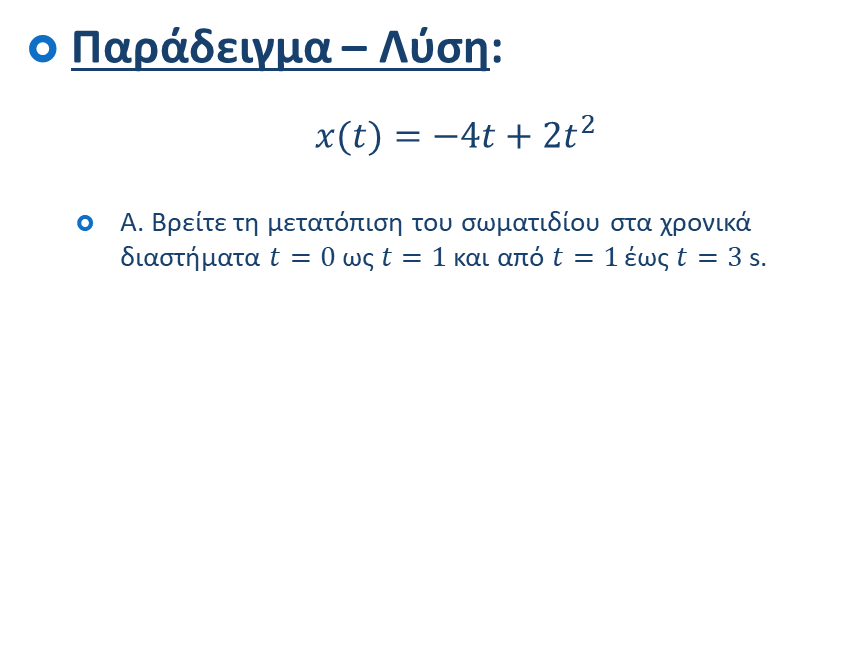 Παράδειγμα – Λύση:
𝑥(𝑡) = −4𝑡 + 2𝑡²
Α. Βρείτε τη μετατόπιση του σωματιδίου στα χρονικά
διαστήματα 𝑡 = 0 ως 𝑡 = 1 και από 𝑡 = 1 έως 𝑡 = 3 s.